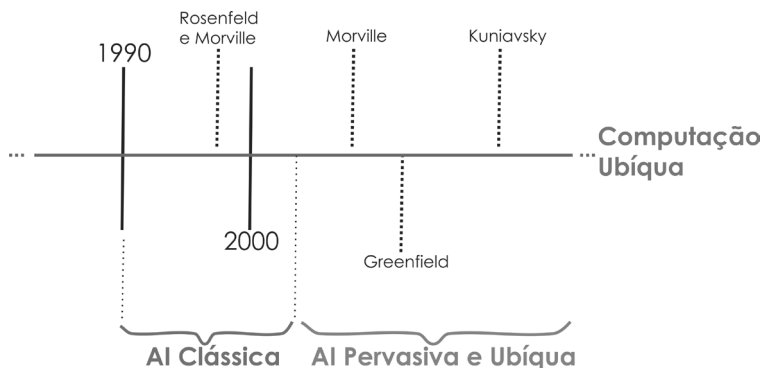 Rosenfeld
e Morville
Morville
Kuniavsky
1990
Computação
Ubíqua
2000
Greenfield
AI Clássica
AI Pervasiva e Ubíqua